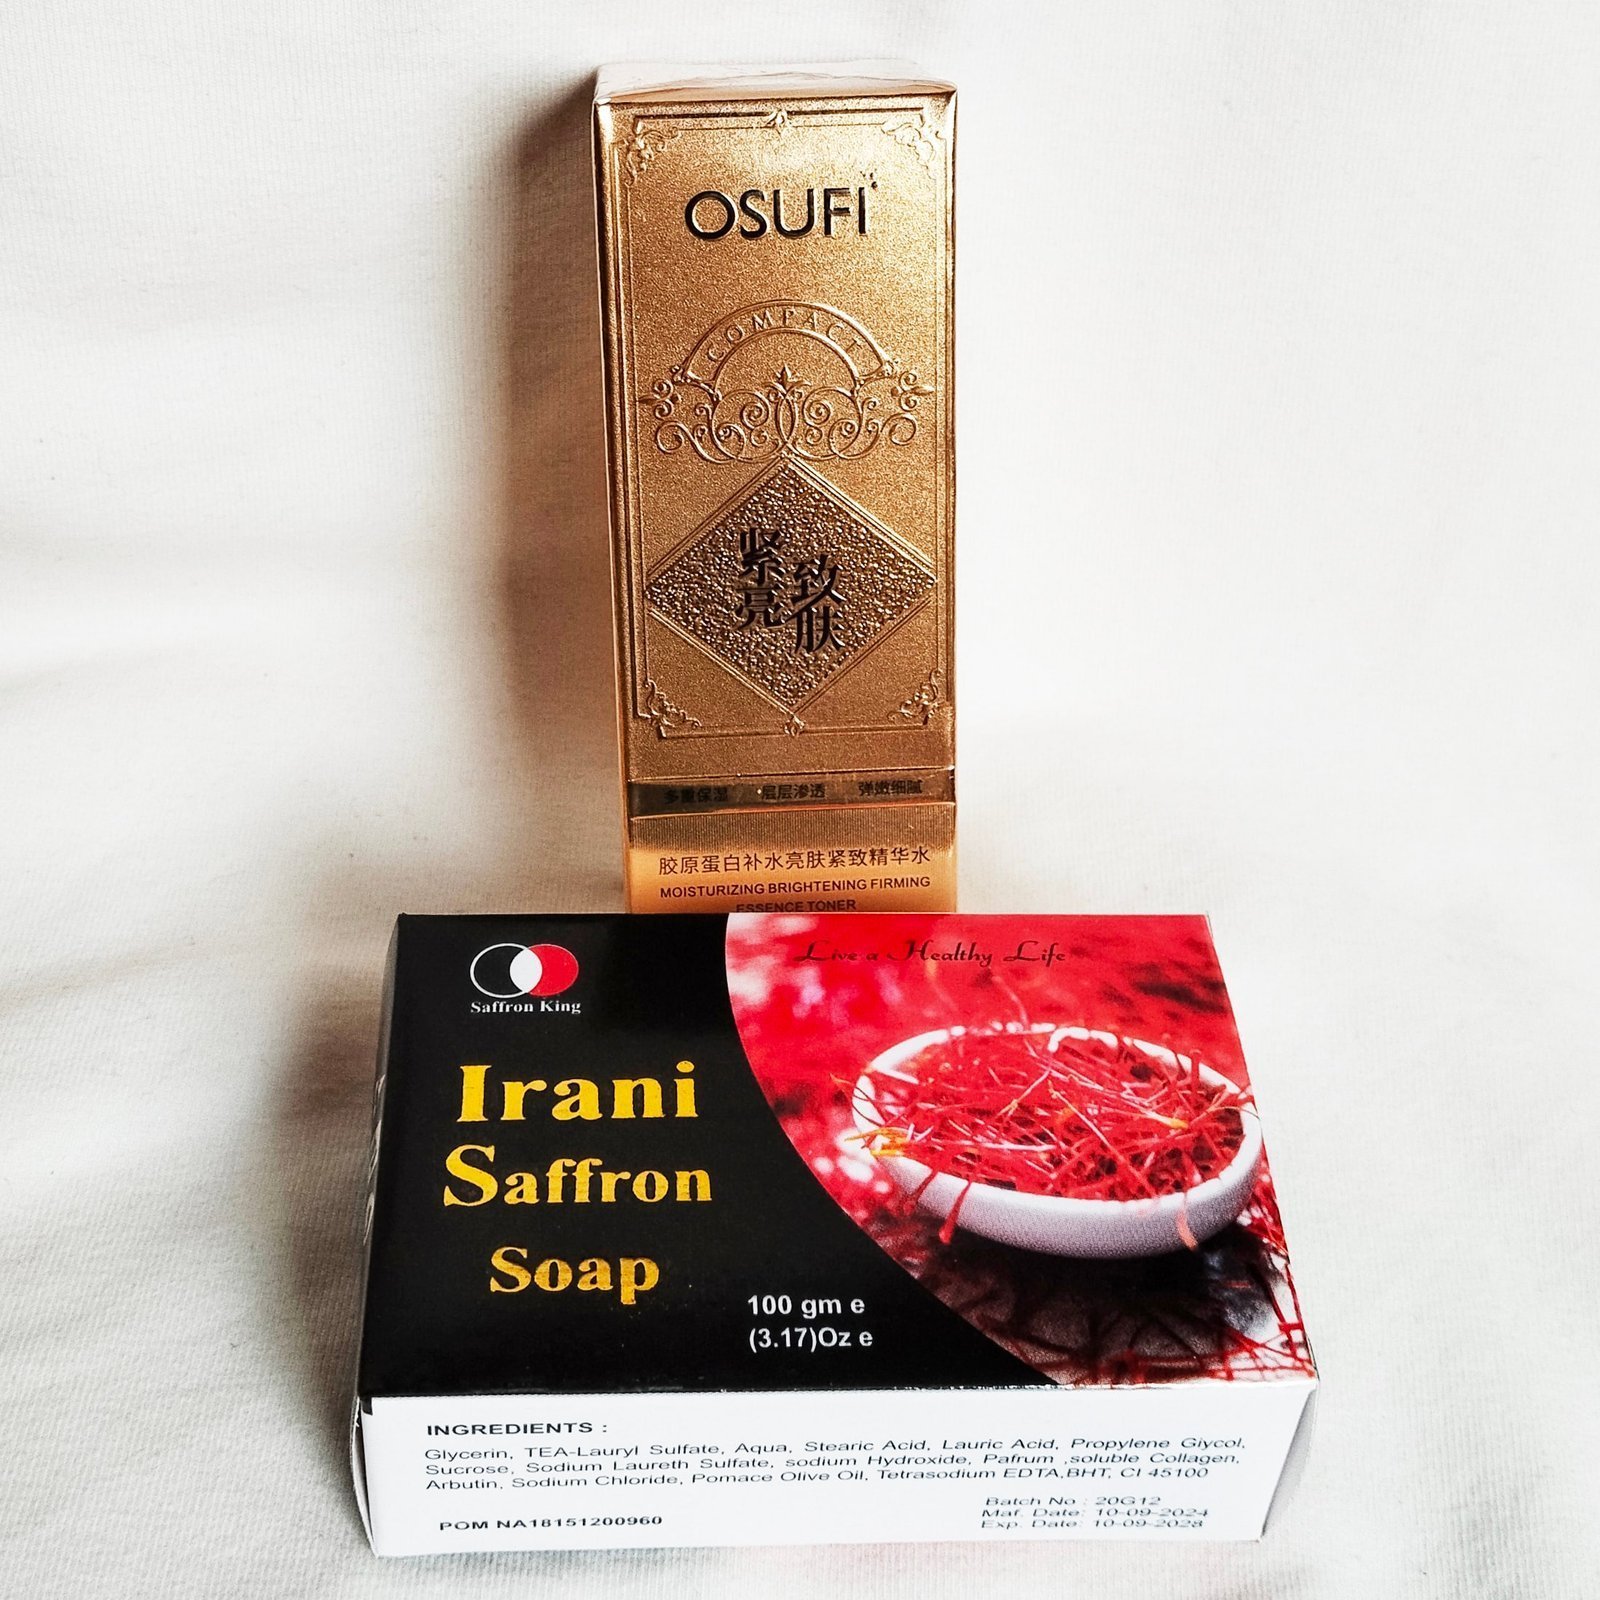 OSUFI
COMPACT
紧致
亮肤
多重保湿 层层渗透 弹嫩细腻
胶原蛋白补水亮肤紧致精华水
MOISTURIZING BRIGHTENING FIRMING
ESSENCE TONER
Live a Healthy Life
Saffron King
Irani
Saffron
Soap
100 gm e
(3.17)Oz e
INGREDIENTS :
Glycerin, TEA-Lauryl Sulfate, Aqua, Stearic Acid, Lauric Acid, Propylene Giycol,
Sucrose, Sodium Laureth Sulfate, sodium Hydroxide, Pafrum ,soluble Collagen,
Arbutin, Sodium Chloride, Pomace Olive Oil, Tetrasodium EDTA,BHT, CI 45100
Batch No : 20G12
Maf. Date: 10-09-2024
Exp. Date: 10-09-2028
POM NA18151200960